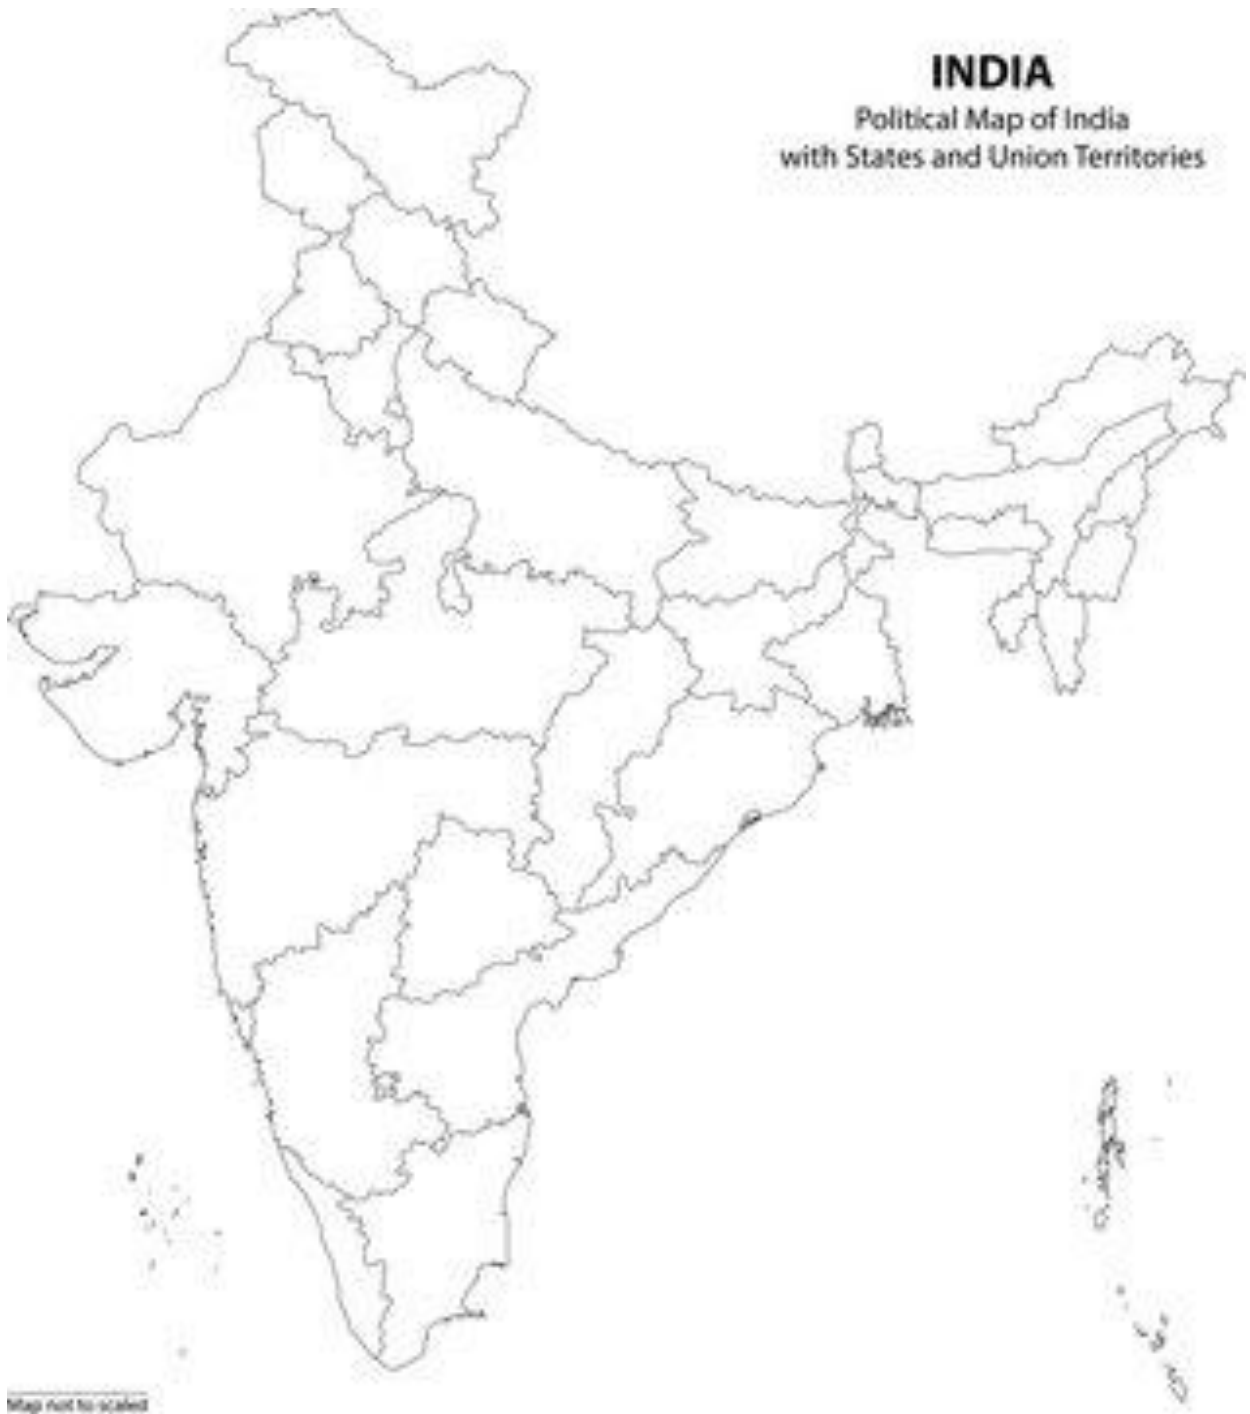 INDIA
Political Map of India
with States and Union Territories
Map not to scaled